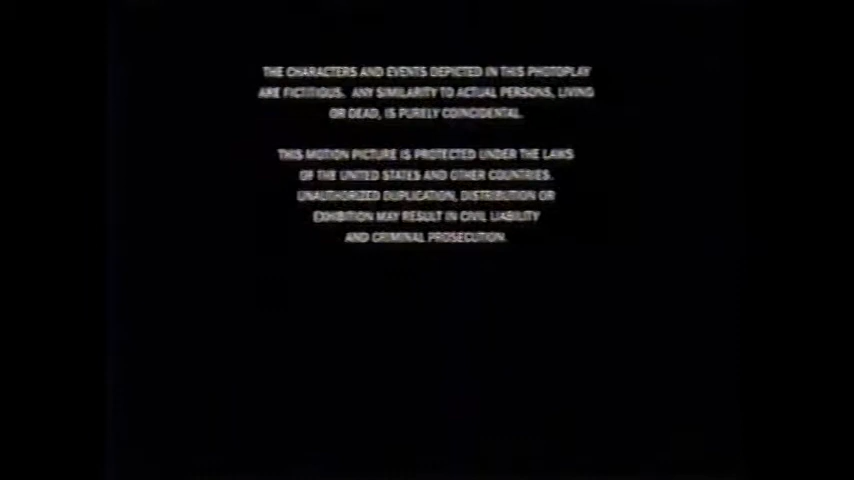 THE CHARACTERS AND EVENTS DEPICTED IN THIS PHOTOPLAY
ARE FICTITIOUS. ANY SIMILARITY TO ACTUAL PERSONS, LIVING
OR DEAD, IS PURELY COINCIDENTAL.
THIS MOTION PICTURE IS PROTECTED UNDER THE LAWS
OF THE UNITED STATES AND OTHER COUNTRIES.
UNAUTHORIZED DUPLICATION, DISTRIBUTION OR
EXHIBITION MAY RESULT IN CIVIL LIABILITY
AND CRIMINAL PROSECUTION.